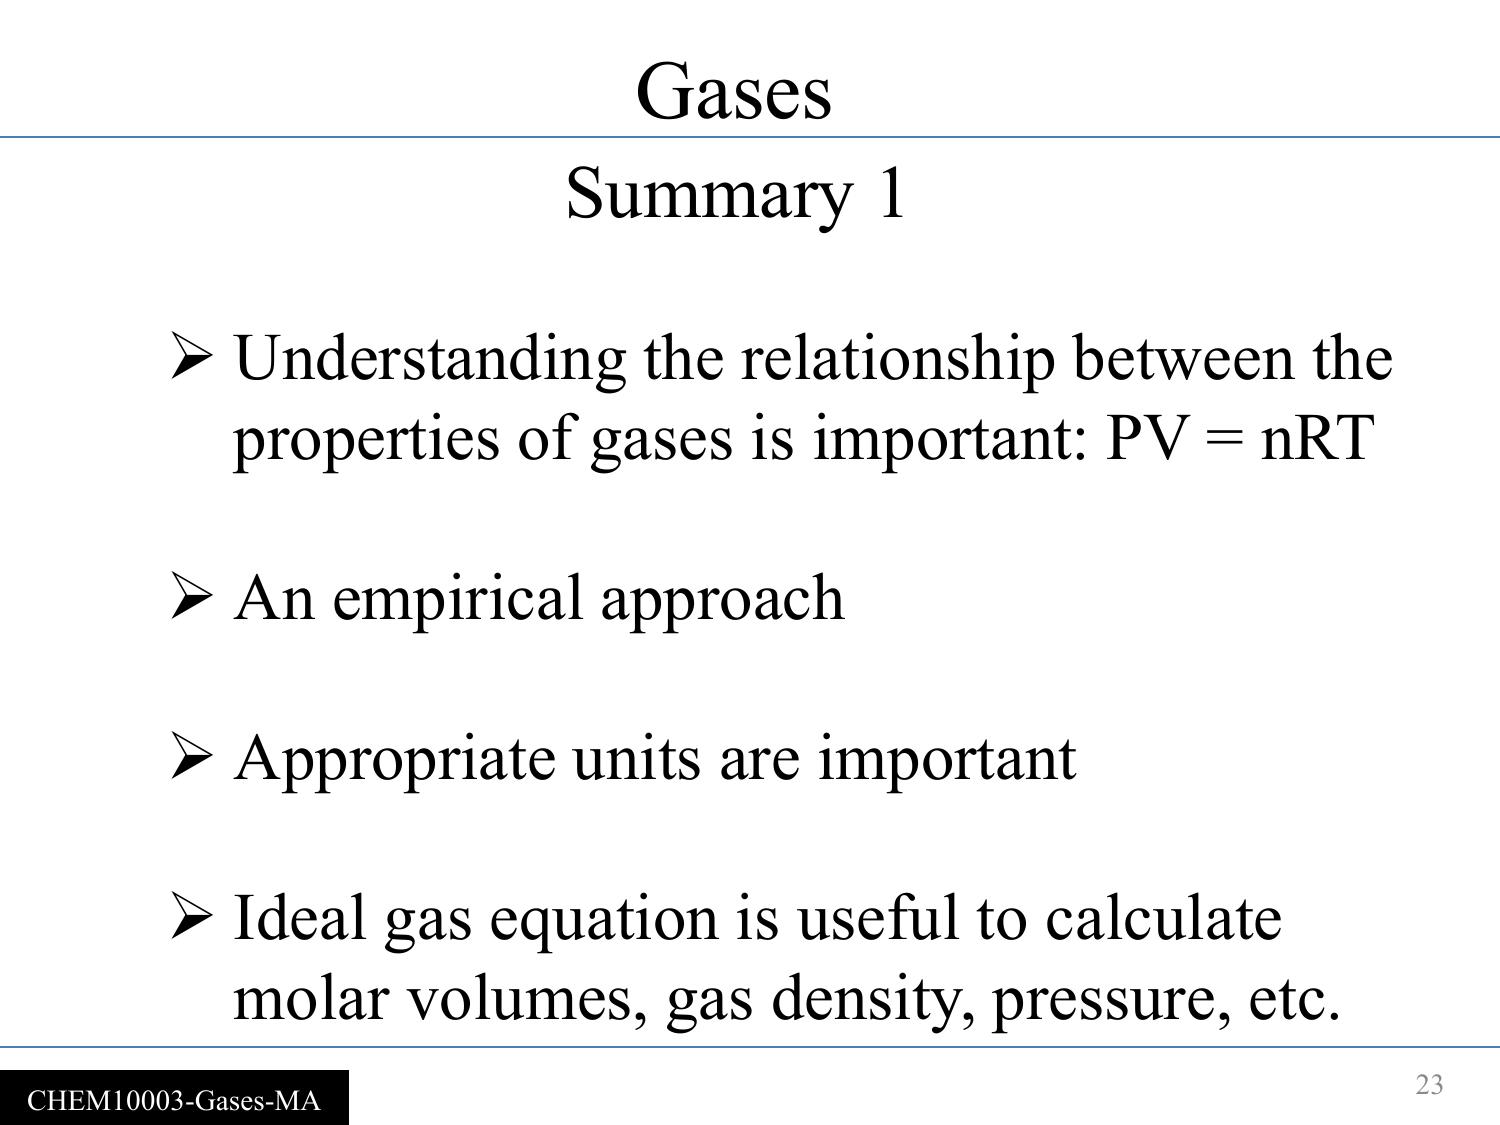 Gases
Summary 1
➢ Understanding the relationship between the
properties of gases is important: PV = nRT
➢ An empirical approach
➢ Appropriate units are important
➢ Ideal gas equation is useful to calculate
molar volumes, gas density, pressure, etc.
CHEM10003-Gases-MA
23